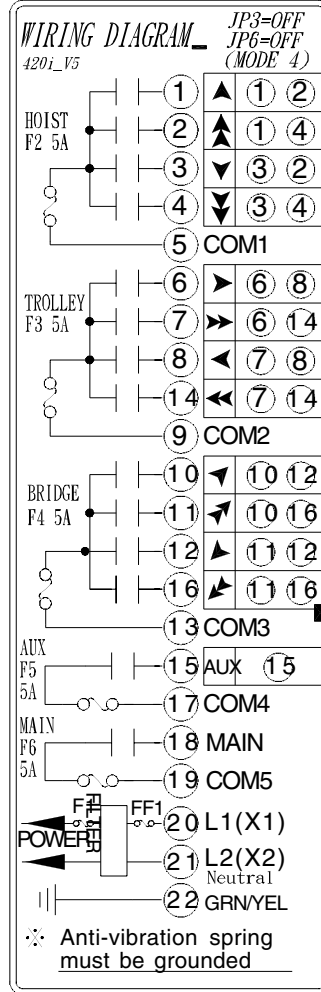 WIRING DIAGRAM_ JP3=OFF
JP6=OFF
420i_V5 (MODE 4)
1 1 2
HOIST
F2 5A
2 1 4
3 3 2
4 3 4
5 COM1
6 6 8
TROLLEY
F3 5A
7 6 14
8 7 8
14 7 14
9 COM2
10 10 12
BRIDGE
F4 5A
11 10 16
12 11 12
16 11 16
13 COM3
AUX
F5
5A
15 AUX 15
17 COM4
MAIN
F6
5A
18 MAIN
19 COM5
F1 FILTER FF1 20 L1(X1)
POWER
21 L2(X2)
Neutral
22 GRN/YEL
※ Anti-vibration spring
must be grounded